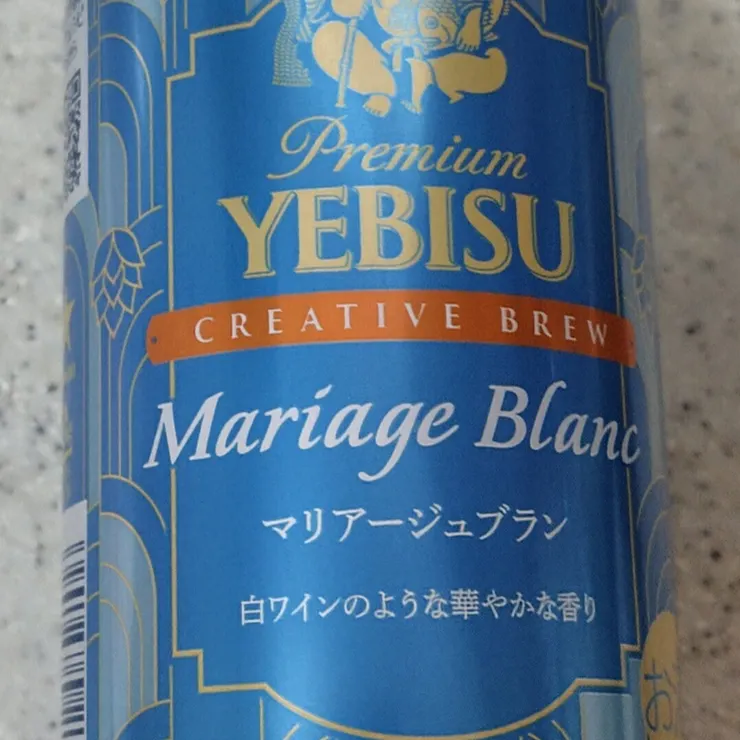 Premium
YEBISU
CREATIVE BREW
Mariage Blanc
マリアージュブラン
白ワインのような華やかな香り
お